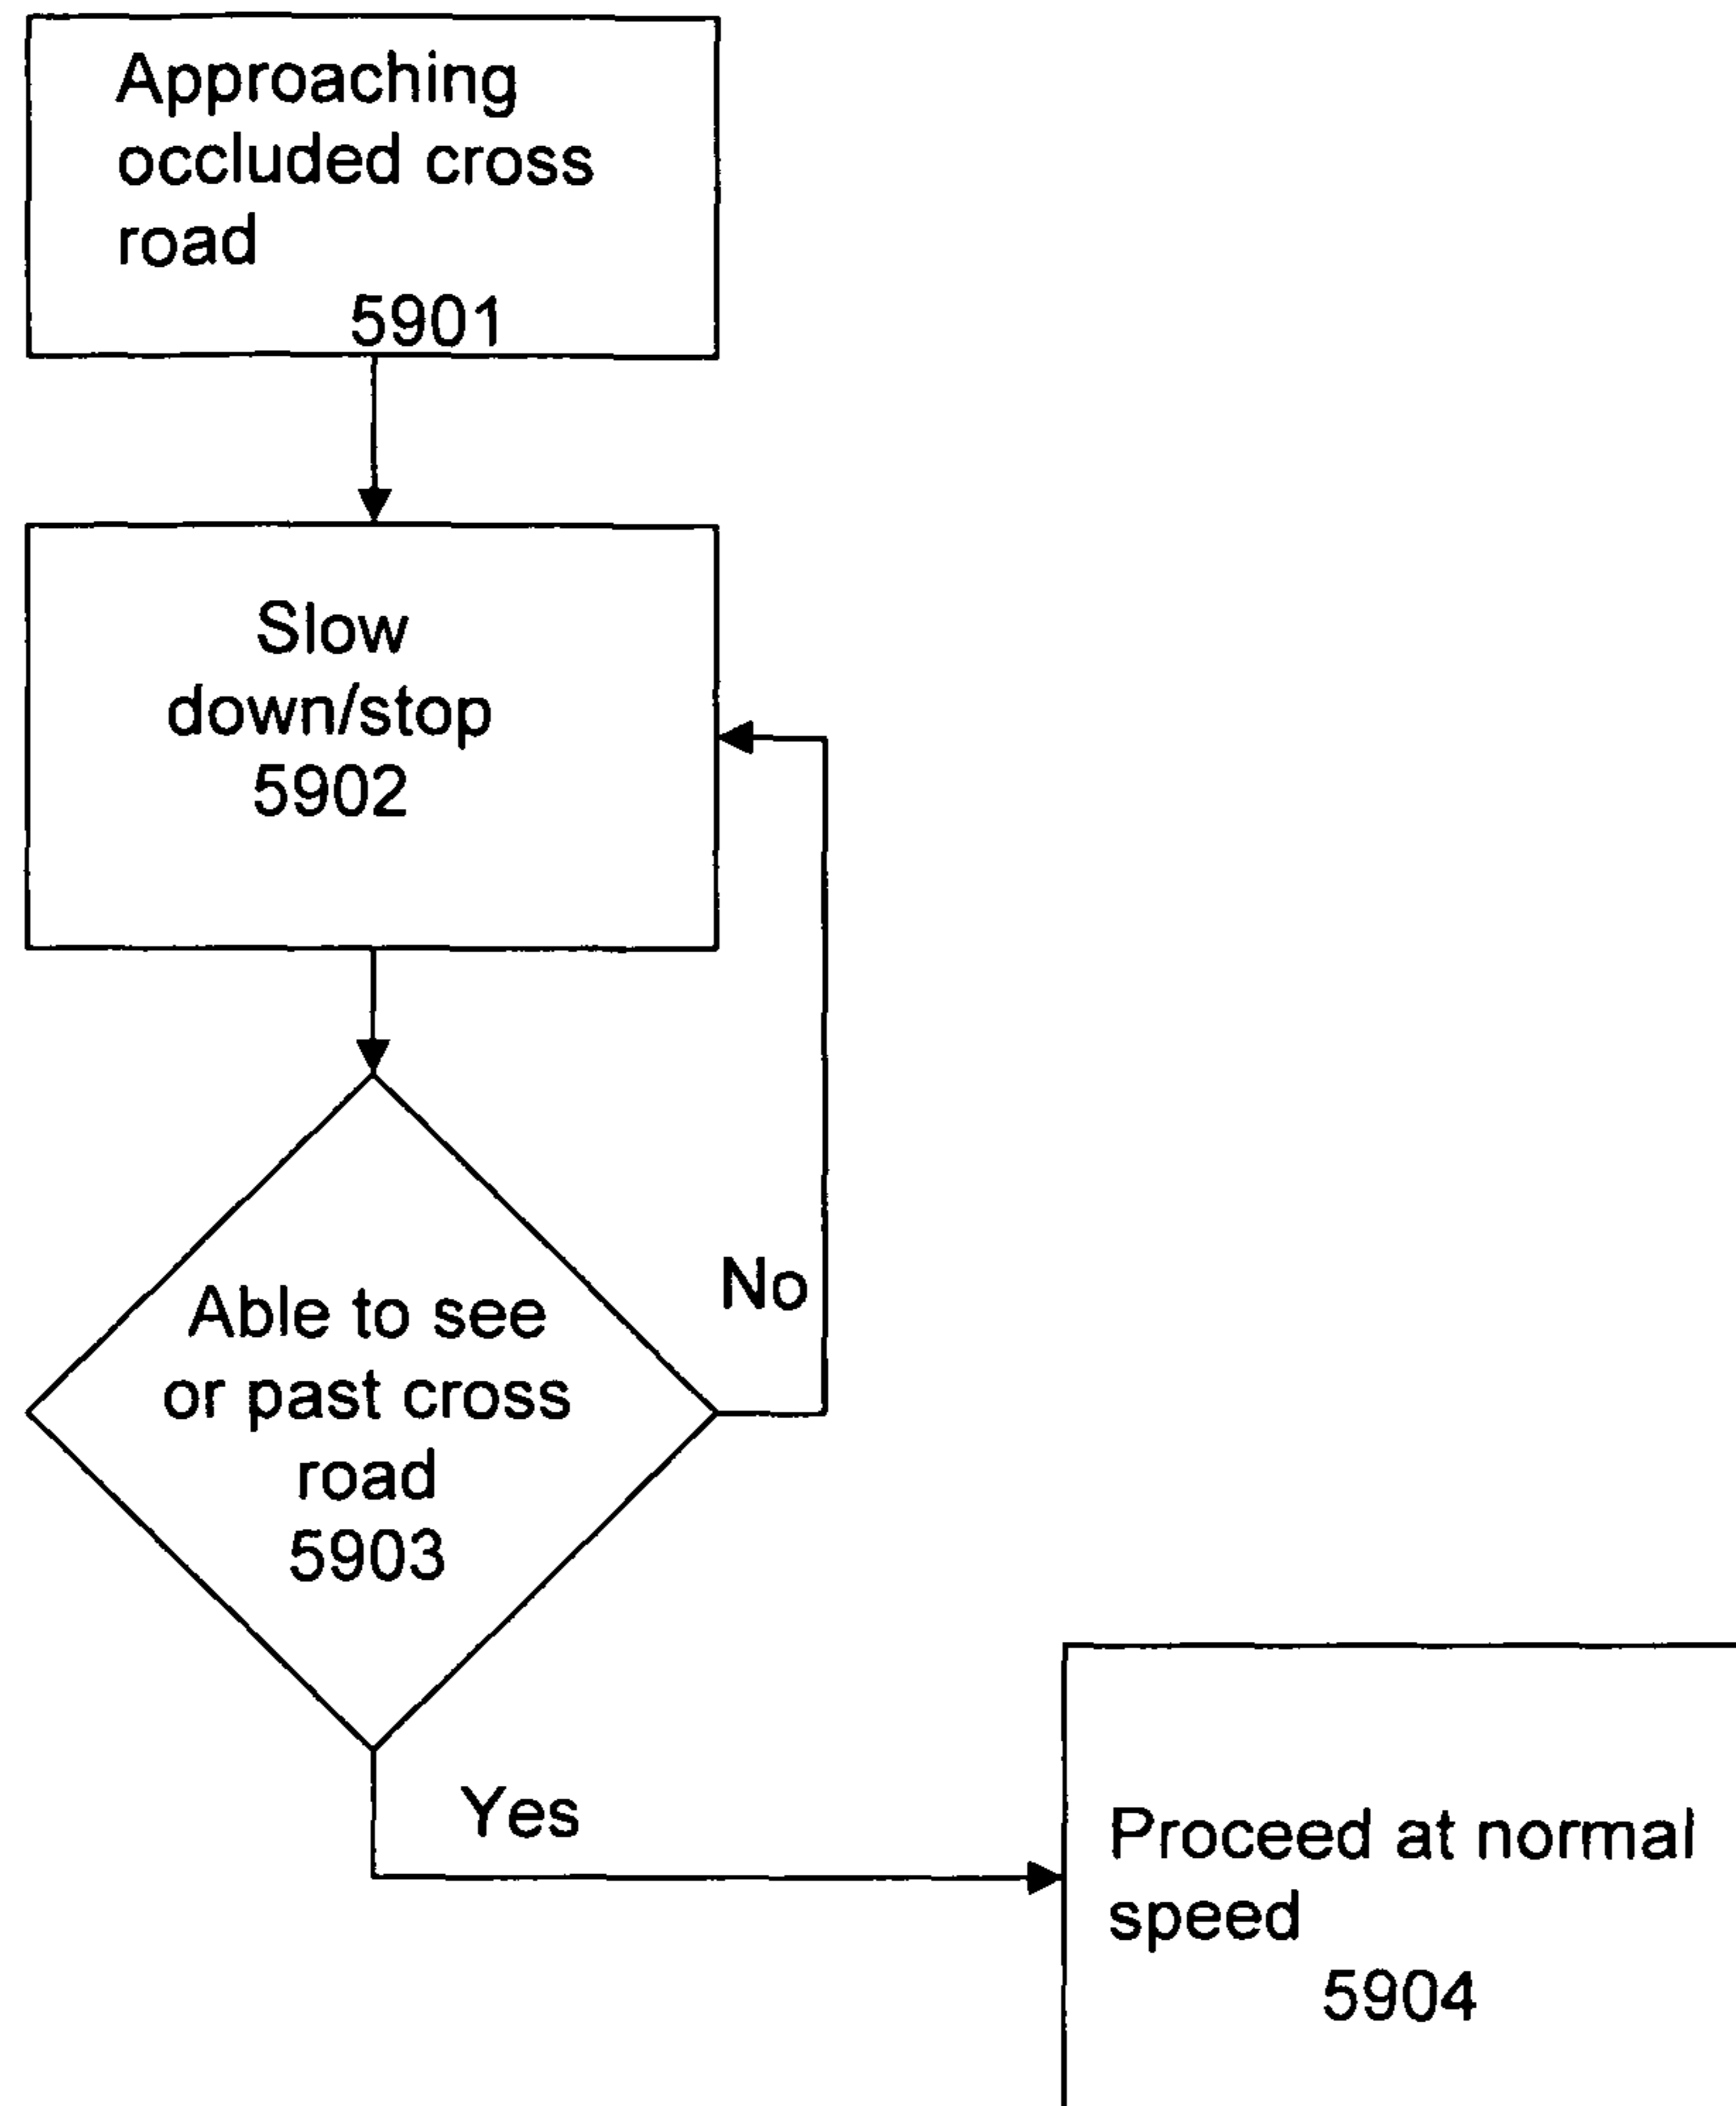 Approaching
occluded cross
road
5901
Slow
down/stop
5902
Able to see
or past cross
road
5903
No
Yes
Proceed at normal
speed
5904